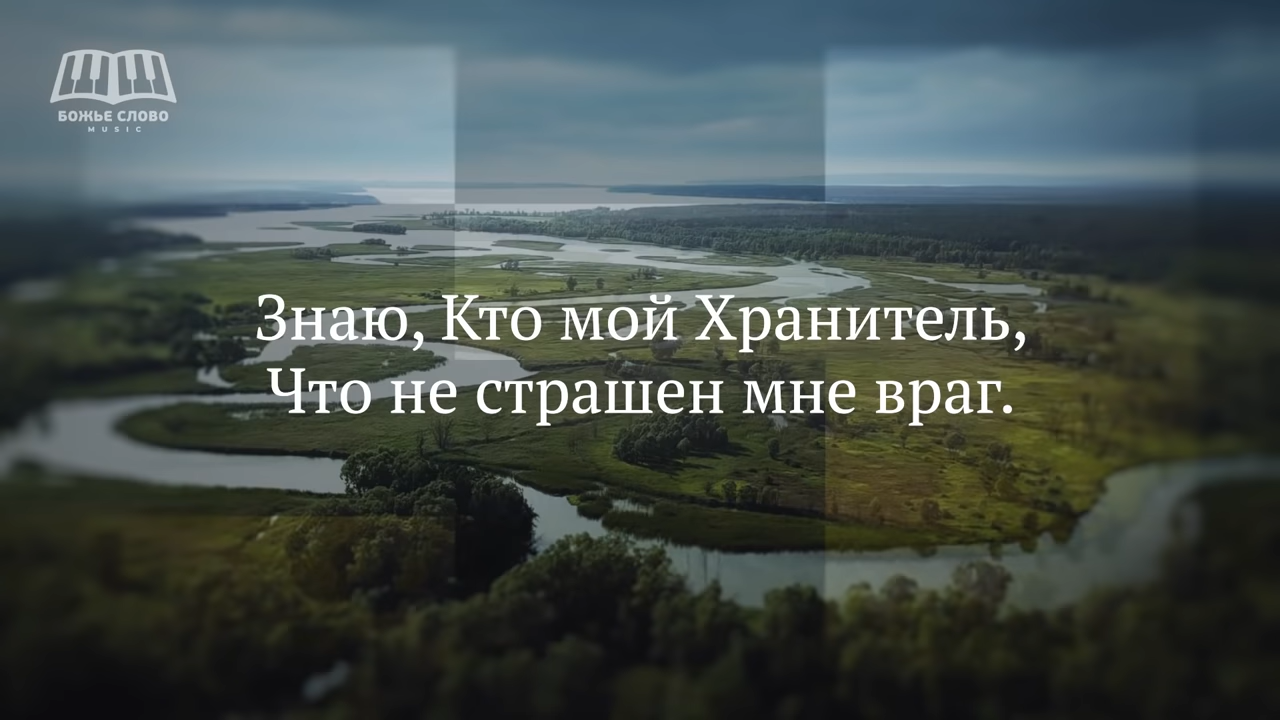 БОЖЬЕ СЛОВО
MUSIC
Знаю, Кто мой Хранитель,
Что не страшен мне враг.